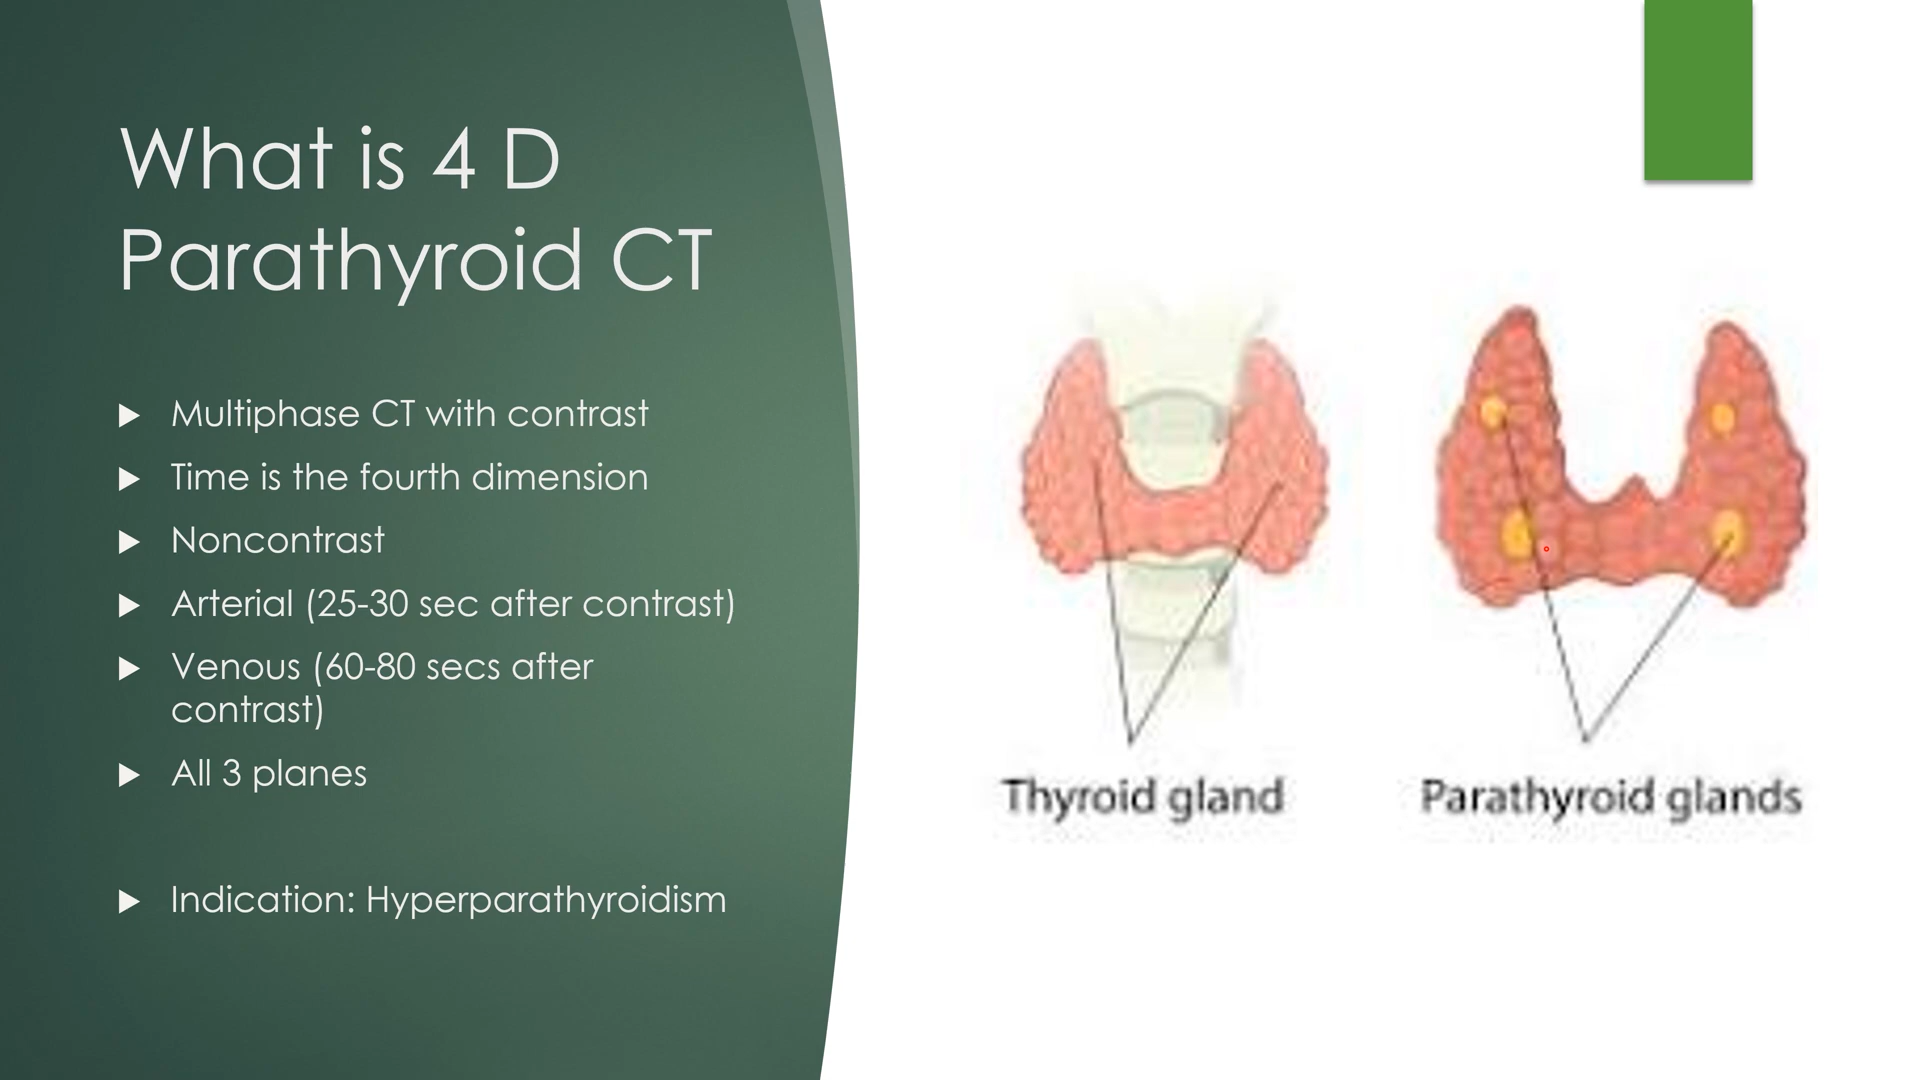 What is 4 D
Parathyroid CT
Multiphase CT with contrast
Time is the fourth dimension
Noncontrast
Arterial (25-30 sec after contrast)
Venous (60-80 secs after
contrast)
All 3 planes
Indication: Hyperparathyroidism
Thyroid gland
Parathyroid glands